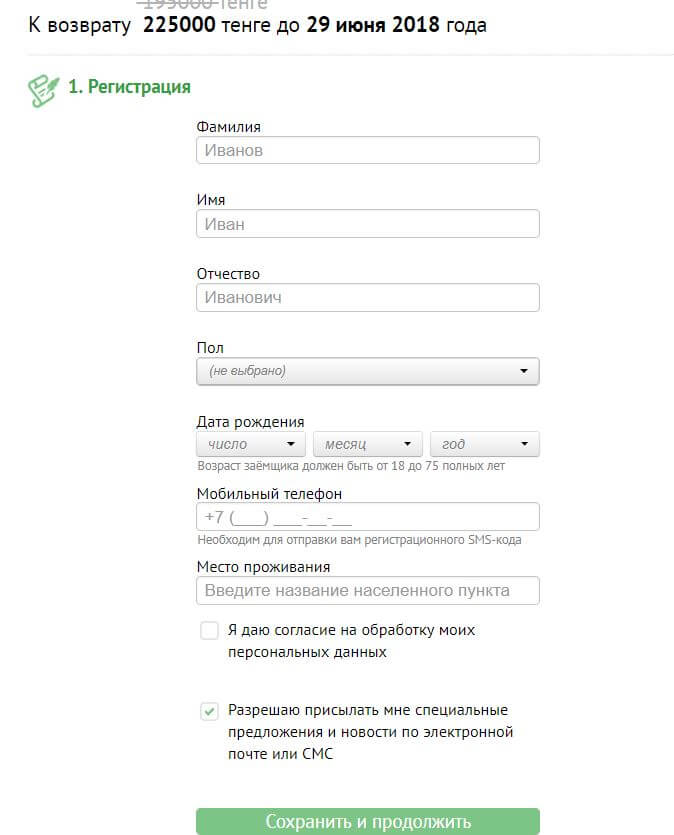 195000 тенге
К возврату 225000 тенге до 29 июня 2018 года
1. Регистрация
Фамилия
Иванов
Имя
Иван
Отчество
Иванович
Пол
(не выбрано)
Дата рождения
число месяц год
Возраст заёмщика должен быть от 18 до 75 полных лет
Мобильный телефон
+7 (___) ___-__-__
Необходим для отправки вам регистрационного SMS-кода
Место проживания
Введите название населенного пункта
Я даю согласие на обработку моих
персональных данных
Разрешаю присылать мне специальные
предложения и новости по электронной
почте или СМС
Сохранить и продолжить